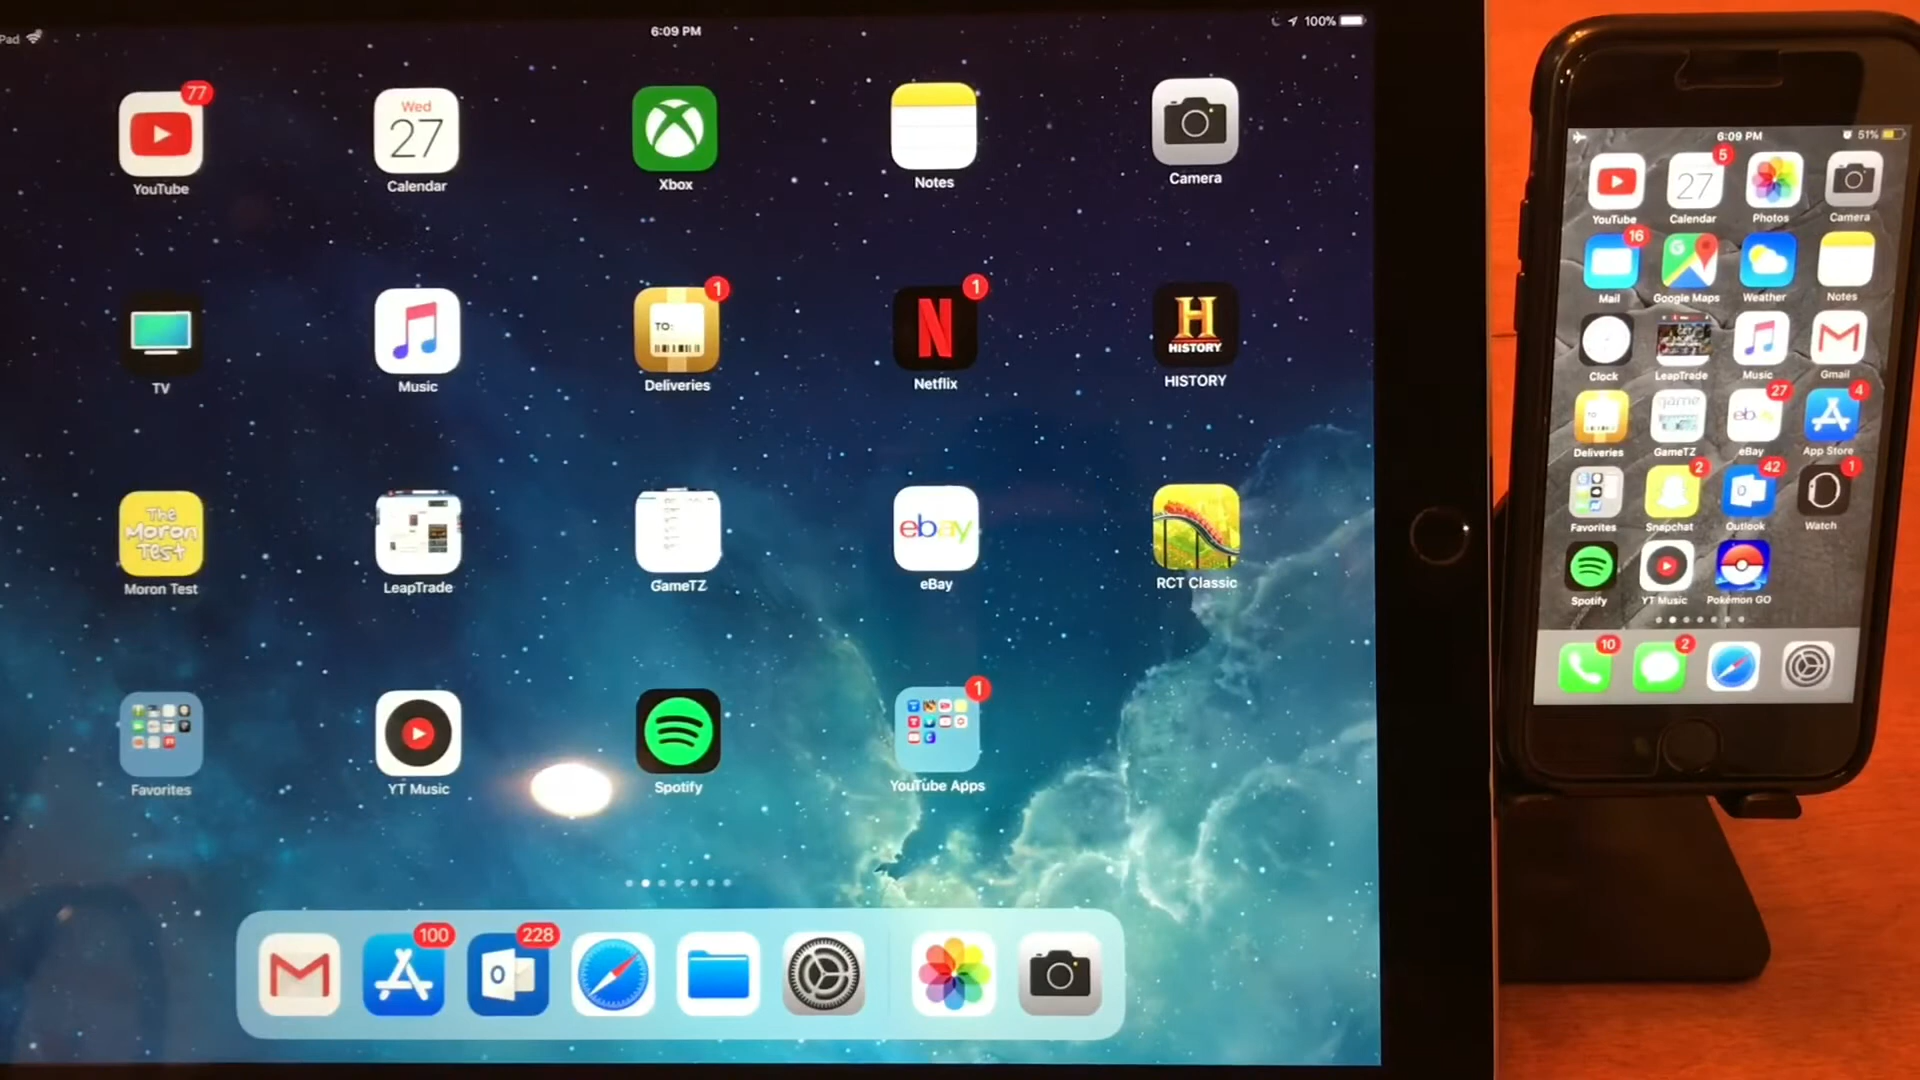 Pad
6:09 PM
100%
77
Wed
27
YouTube
Calendar
Xbox
Notes
Camera
TO:
1
N
1
H
HISTORY
TV
Music
Deliveries
Netflix
HISTORY
The
Moron
Test
ebay
Moron Test
LeapTrade
GameTZ
eBay
RCT Classic
1
Favorites
YT Music
Spotify
YouTube Apps
100
228
O
6:09 PM
51%
5
27
YouTube
Calendar
Photos
Camera
16
G
Mail
Google Maps
Weather
Notes
Clock
LeapTrade
Music
Gmail
27
4
game
ebay
Deliveries
GameTZ
eBay
App Store
2
42
1
Favorites
Snapchat
Outlook
Watch
Spotify
YT Music
Pokémon GO
10
2